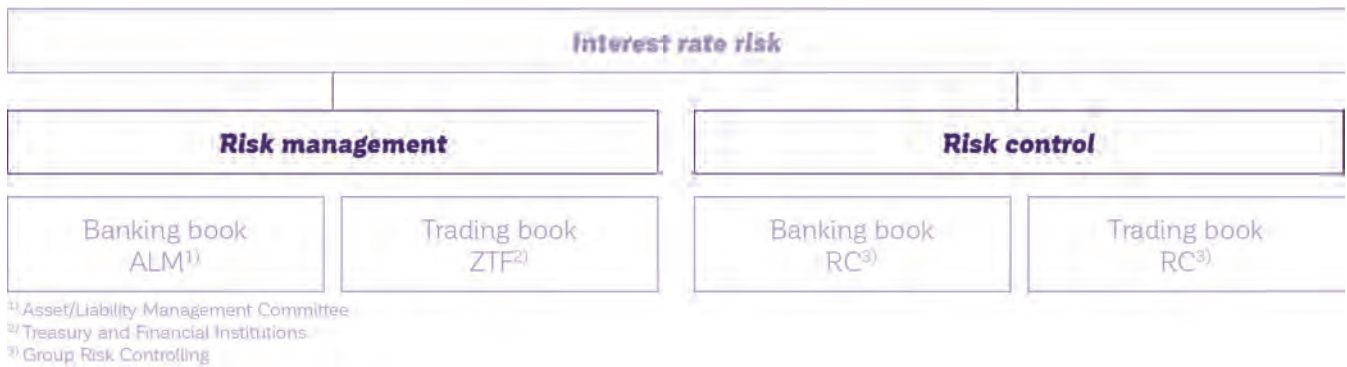 Interest rate risk
Risk management
Risk control
Banking book
ALM¹⁾
Trading book
ZTF²⁾
Banking book
RC³⁾
Trading book
RC³⁾
¹⁾ Asset/Liability Management Committee
²⁾ Treasury and Financial Institutions
³⁾ Group Risk Controlling